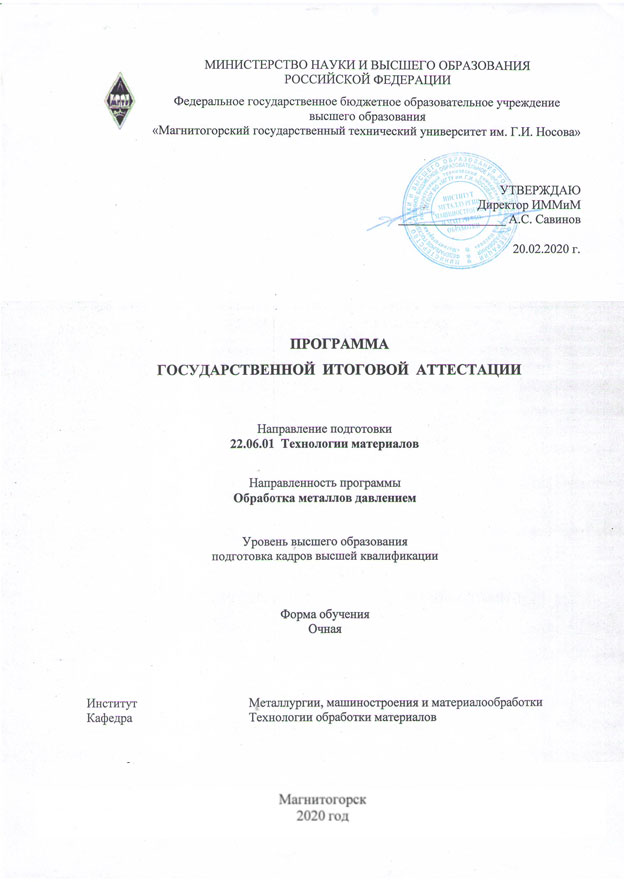 МИНИСТЕРСТВО НАУКИ И ВЫСШЕГО ОБРАЗОВАНИЯ
РОССИЙСКОЙ ФЕДЕРАЦИИ
Федеральное государственное бюджетное образовательное учреждение
высшего образования
«Магнитогорский государственный технический университет им. Г.И. Носова»
УТВЕРЖДАЮ
Директор ИММиМ
А.С. Савинов
20.02.2020 г.
ПРОГРАММА
ГОСУДАРСТВЕННОЙ ИТОГОВОЙ АТТЕСТАЦИИ
Направление подготовки
22.06.01 Технологии материалов
Направленность программы
Обработка металлов давлением
Уровень высшего образования
подготовка кадров высшей квалификации
Форма обучения
Очная
Институт Металлургии, машиностроения и материалообработки
Кафедра Технологии обработки материалов
Магнитогорск
2020 год